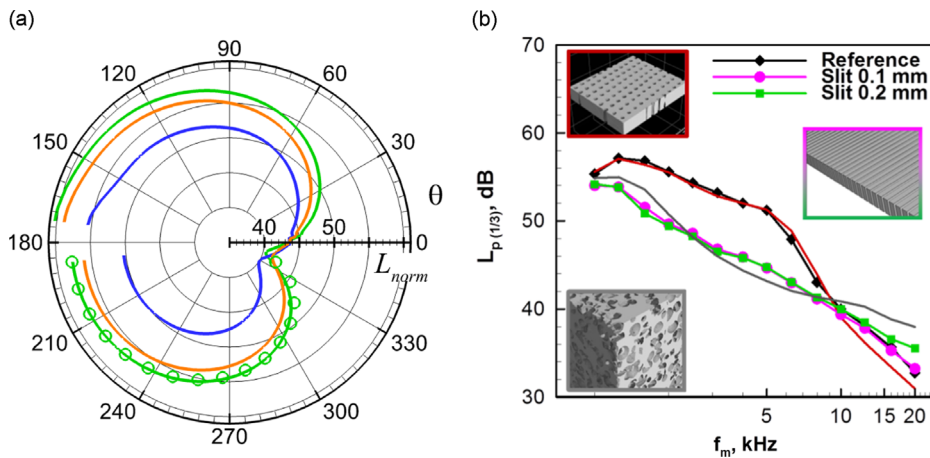 (a)
(b)
90
120
60
150
30
θ
180
40
50
0
L_norm
210
330
240
300
270
70
60
50
40
30
L_p (1/3), dB
Reference
Slit 0.1 mm
Slit 0.2 mm
5
10
15
20
f_m, kHz